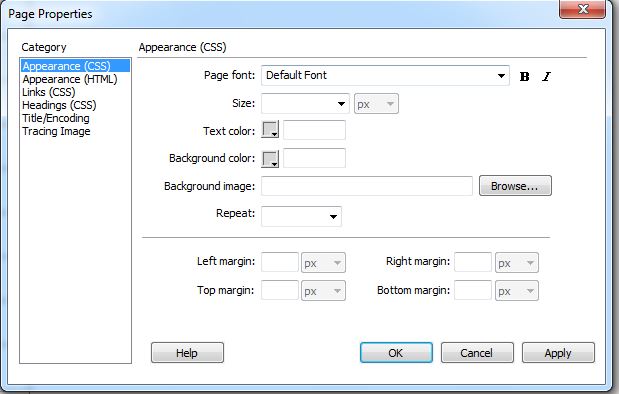 Page Properties
Category
Appearance (CSS)
Appearance (HTML)
Links (CSS)
Headings (CSS)
Title/Encoding
Tracing Image
Appearance (CSS)
Page font: Default Font B I
Size: px
Text color:
Background color:
Background image: Browse...
Repeat:
Left margin: px Right margin: px
Top margin: px Bottom margin: px
Help OK Cancel Apply